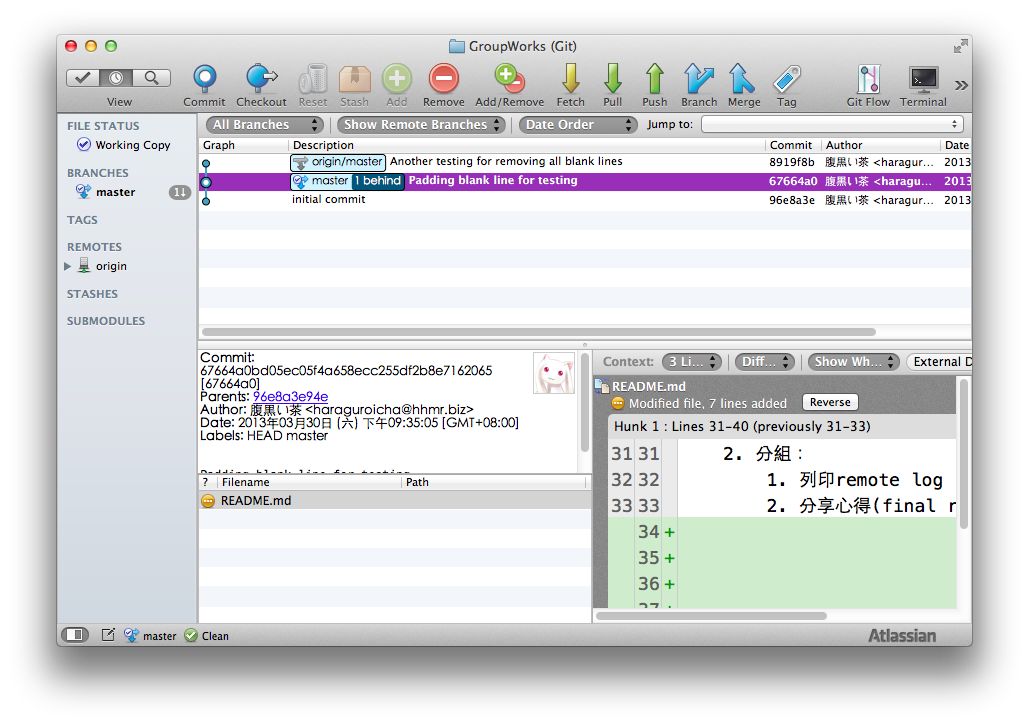 GroupWorks (Git)
View
Commit
Checkout
Reset
Stash
Add
Remove
Add/Remove
Fetch
Pull
Push
Branch
Merge
Tag
Git Flow
Terminal
FILE STATUS
Working Copy
BRANCHES
master 1↓
TAGS
REMOTES
origin
STASHES
SUBMODULES
All Branches Show Remote Branches Date Order Jump to:
Graph Description Commit Author Date
origin/master Another testing for removing all blank lines 8919f8b 腹黒い茶 <haragur... 2013
master 1 behind Padding blank line for testing 67664a0 腹黒い茶 <haragu... 2013
initial commit 96e8a3e 腹黒い茶 <haragur... 2013
Commit:
67664a0bd05ec05f4a658ecc255df2b8e7162065
[67664a0]
Parents: 96e8a3e94e
Author: 腹黒い茶 <haraguroicha@hhmr.biz>
Date: 2013年03月30日 (六) 下午09:35:05 [GMT+08:00]
Labels: HEAD master
Padding blank line for testing
? Filename Path
README.md
Context: 3 Li... Diff... Show Wh... External D
README.md
Modified file, 7 lines added Reverse
Hunk 1 : Lines 31-40 (previously 31-33)
31 31 2. 分組：
32 32 1. 列印remote log
33 33 2. 分享心得(final r
34 +
35 +
36 +
37 +
master Clean
Atlassian